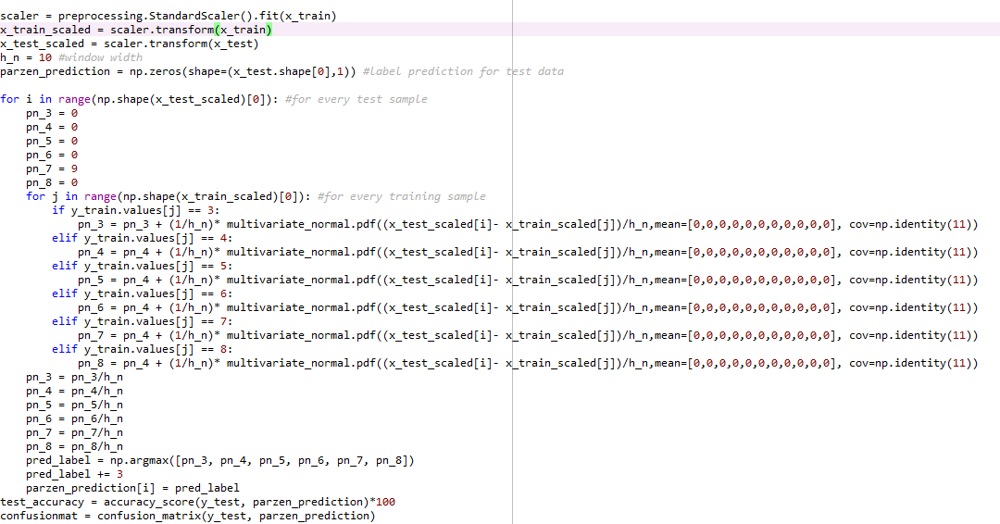 scaler = preprocessing.StandardScaler().fit(x_train)
x_train_scaled = scaler.transform(x_train)
x_test_scaled = scaler.transform(x_test)
h_n = 10 #window width
parzen_prediction = np.zeros(shape=(x_test.shape[0],1)) #label prediction for test data

for i in range(np.shape(x_test_scaled)[0]): #for every test sample
    pn_3 = 0
    pn_4 = 0
    pn_5 = 0
    pn_6 = 0
    pn_7 = 9
    pn_8 = 0
    for j in range(np.shape(x_train_scaled)[0]): #for every training sample
        if y_train.values[j] == 3:
            pn_3 = pn_3 + (1/h_n)* multivariate_normal.pdf((x_test_scaled[i]- x_train_scaled[j])/h_n,mean=[0,0,0,0,0,0,0,0,0,0,0], cov=np.identity(11))
        elif y_train.values[j] == 4:
            pn_4 = pn_4 + (1/h_n)* multivariate_normal.pdf((x_test_scaled[i]- x_train_scaled[j])/h_n,mean=[0,0,0,0,0,0,0,0,0,0,0], cov=np.identity(11))
        elif y_train.values[j] == 5:
            pn_5 = pn_4 + (1/h_n)* multivariate_normal.pdf((x_test_scaled[i]- x_train_scaled[j])/h_n,mean=[0,0,0,0,0,0,0,0,0,0,0], cov=np.identity(11))
        elif y_train.values[j] == 6:
            pn_6 = pn_4 + (1/h_n)* multivariate_normal.pdf((x_test_scaled[i]- x_train_scaled[j])/h_n,mean=[0,0,0,0,0,0,0,0,0,0,0], cov=np.identity(11))
        elif y_train.values[j] == 7:
            pn_7 = pn_4 + (1/h_n)* multivariate_normal.pdf((x_test_scaled[i]- x_train_scaled[j])/h_n,mean=[0,0,0,0,0,0,0,0,0,0,0], cov=np.identity(11))
        elif y_train.values[j] == 8:
            pn_8 = pn_4 + (1/h_n)* multivariate_normal.pdf((x_test_scaled[i]- x_train_scaled[j])/h_n,mean=[0,0,0,0,0,0,0,0,0,0,0], cov=np.identity(11))
    pn_3 = pn_3/h_n
    pn_4 = pn_4/h_n
    pn_5 = pn_5/h_n
    pn_6 = pn_6/h_n
    pn_7 = pn_7/h_n
    pn_8 = pn_8/h_n
    pred_label = np.argmax([pn_3, pn_4, pn_5, pn_6, pn_7, pn_8])
    pred_label += 3
    parzen_prediction[i] = pred_label
test_accuracy = accuracy_score(y_test, parzen_prediction)*100
confusionmat = confusion_matrix(y_test, parzen_prediction)